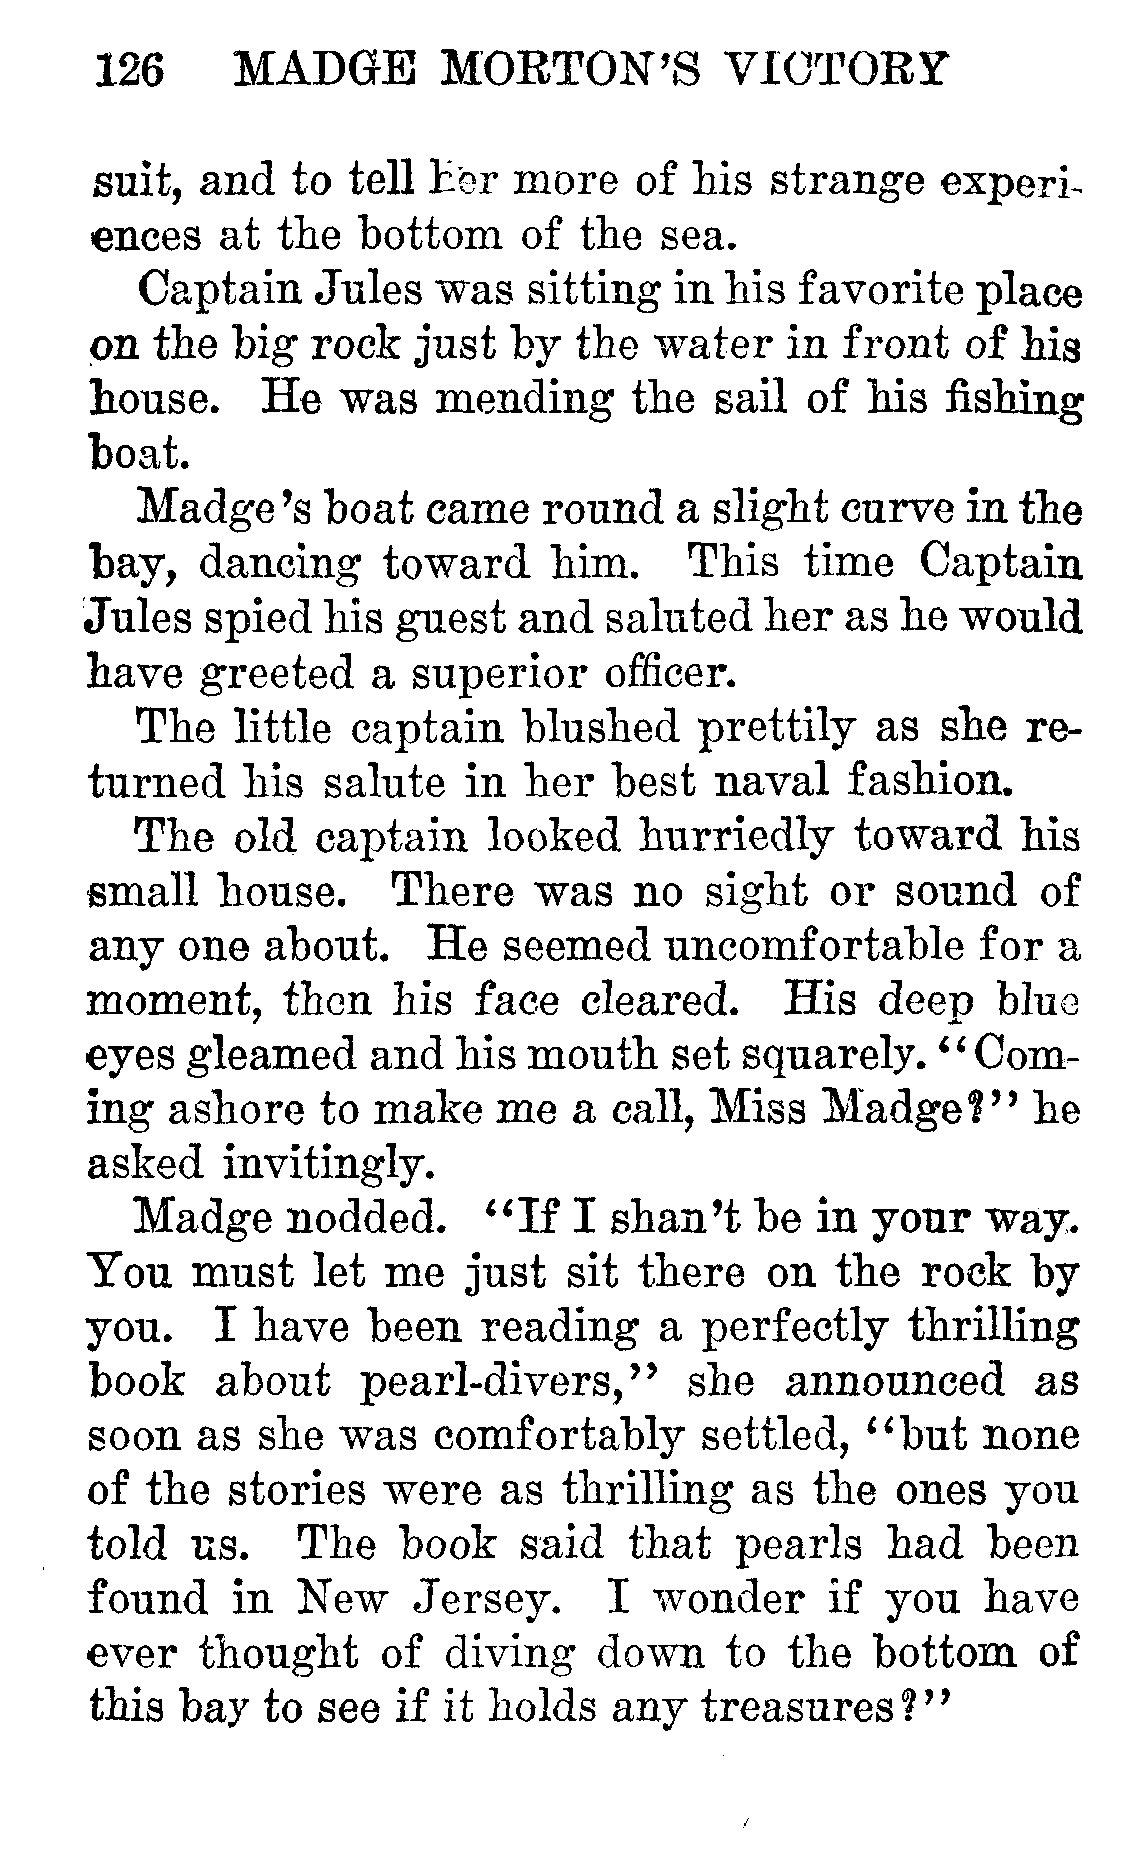 126 MADGE MORTON'S VICTORY
suit, and to tell her more of his strange experi-
ences at the bottom of the sea.
Captain Jules was sitting in his favorite place
on the big rock just by the water in front of his
house. He was mending the sail of his fishing
boat.
Madge's boat came round a slight curve in the
bay, dancing toward him. This time Captain
Jules spied his guest and saluted her as he would
have greeted a superior officer.
The little captain blushed prettily as she re-
turned his salute in her best naval fashion.
The old captain looked hurriedly toward his
small house. There was no sight or sound of
any one about. He seemed uncomfortable for a
moment, then his face cleared. His deep blue
eyes gleamed and his mouth set squarely. "Com-
ing ashore to make me a call, Miss Madge?" he
asked invitingly.
Madge nodded. "If I shan't be in your way.
You must let me just sit there on the rock by
you. I have been reading a perfectly thrilling
book about pearl-divers," she announced as
soon as she was comfortably settled, "but none
of the stories were as thrilling as the ones you
told us. The book said that pearls had been
found in New Jersey. I wonder if you have
ever thought of diving down to the bottom of
this bay to see if it holds any treasures?"